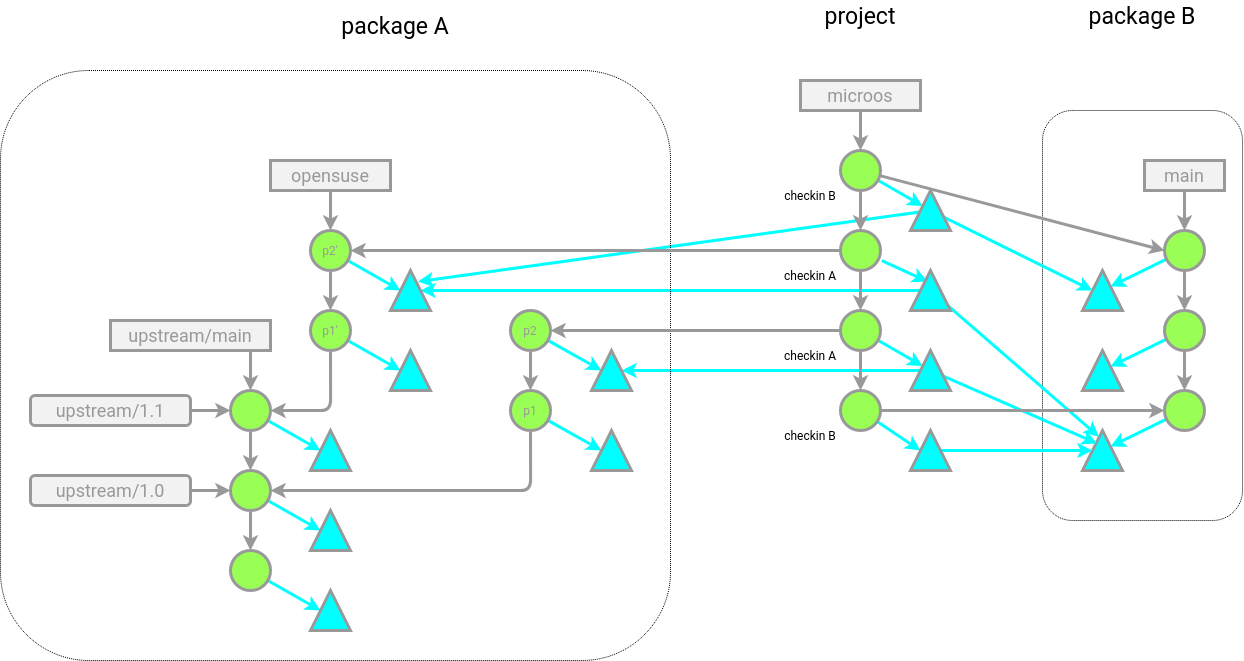 package A
project
package B
microos
opensuse
main
checkin B
p2'
checkin A
upstream/main
p1'
p2
checkin A
upstream/1.1
p1
checkin B
upstream/1.0